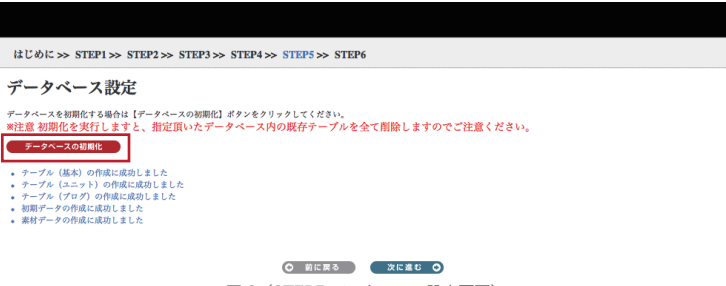 はじめに >> STEP1 >> STEP2 >> STEP3 >> STEP4 >> STEP5 >> STEP6
データベース設定
データベースを初期化する場合は【データベースの初期化】ボタンをクリックしてください。
※注意 初期化を実行しますと、指定頂いたデータベース内の既存テーブルを全て削除しますのでご注意ください。
データベースの初期化
• テーブル（基本）の作成に成功しました
• テーブル（ユニット）の作成に成功しました
• テーブル（ブログ）の作成に成功しました
• 初期データの作成に成功しました
• 素材データの作成に成功しました
前に戻る 次に進む